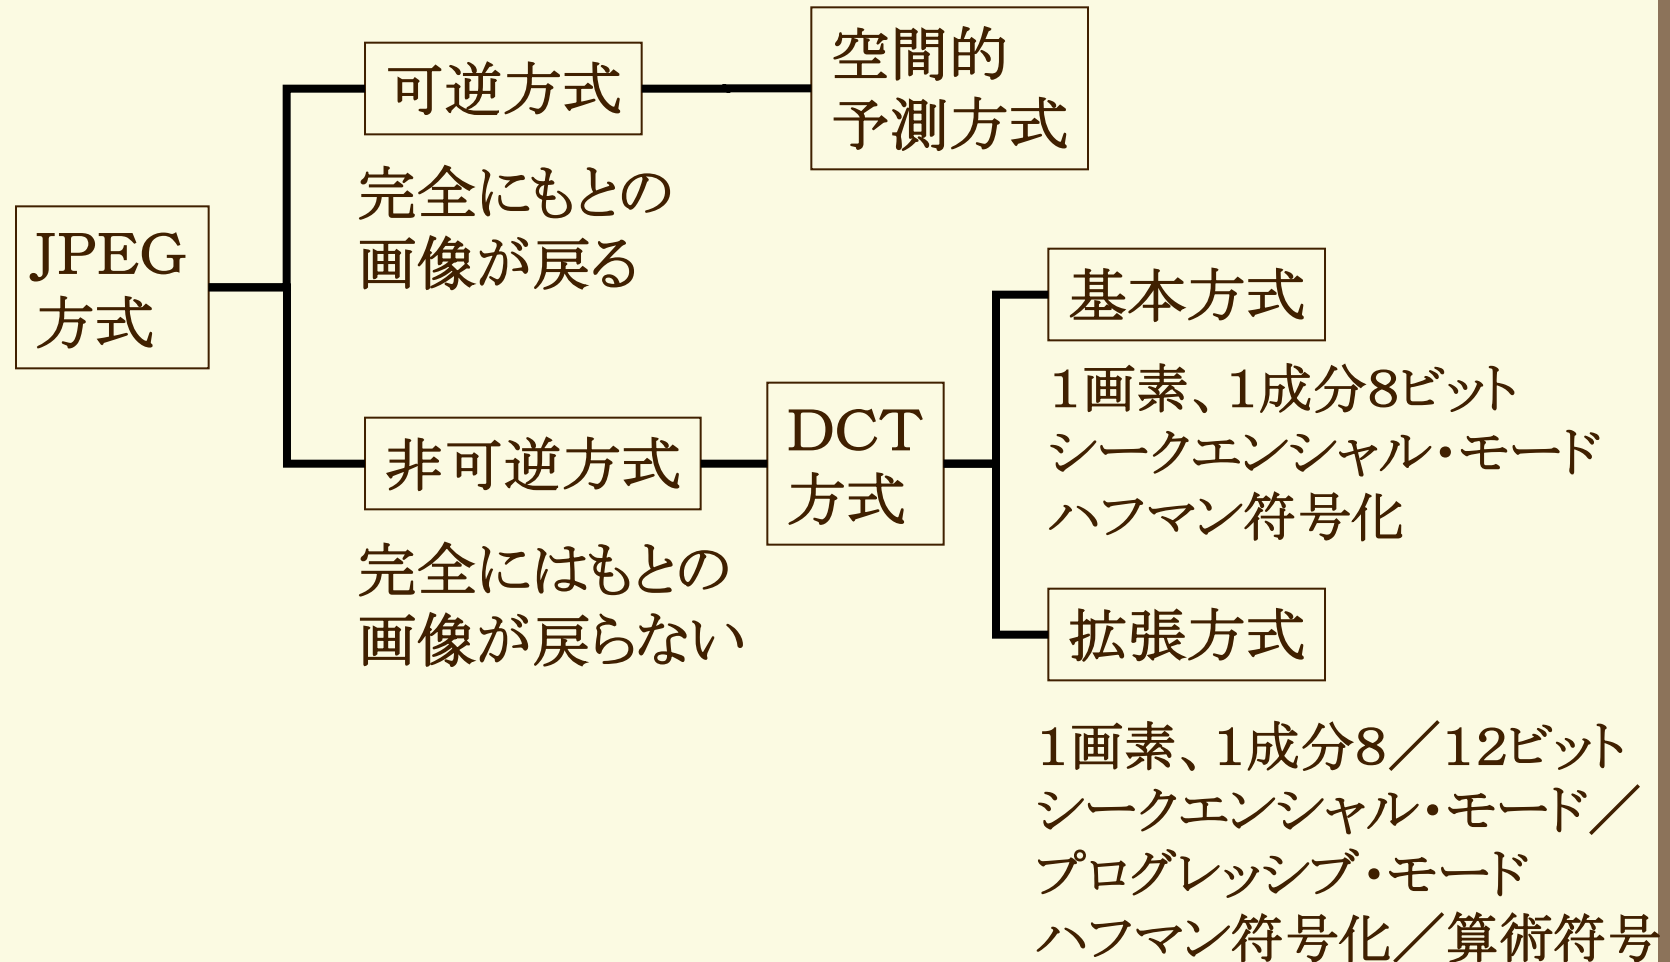 JPEG
方式
可逆方式
完全にもとの
画像が戻る
空間的
予測方式
非可逆方式
完全にはもとの
画像が戻らない
DCT
方式
基本方式
1画素、1成分8ビット
シークエンシャル・モード
ハフマン符号化
拡張方式
1画素、1成分8／12ビット
シークエンシャル・モード／
プログレッシブ・モード
ハフマン符号化／算術符号